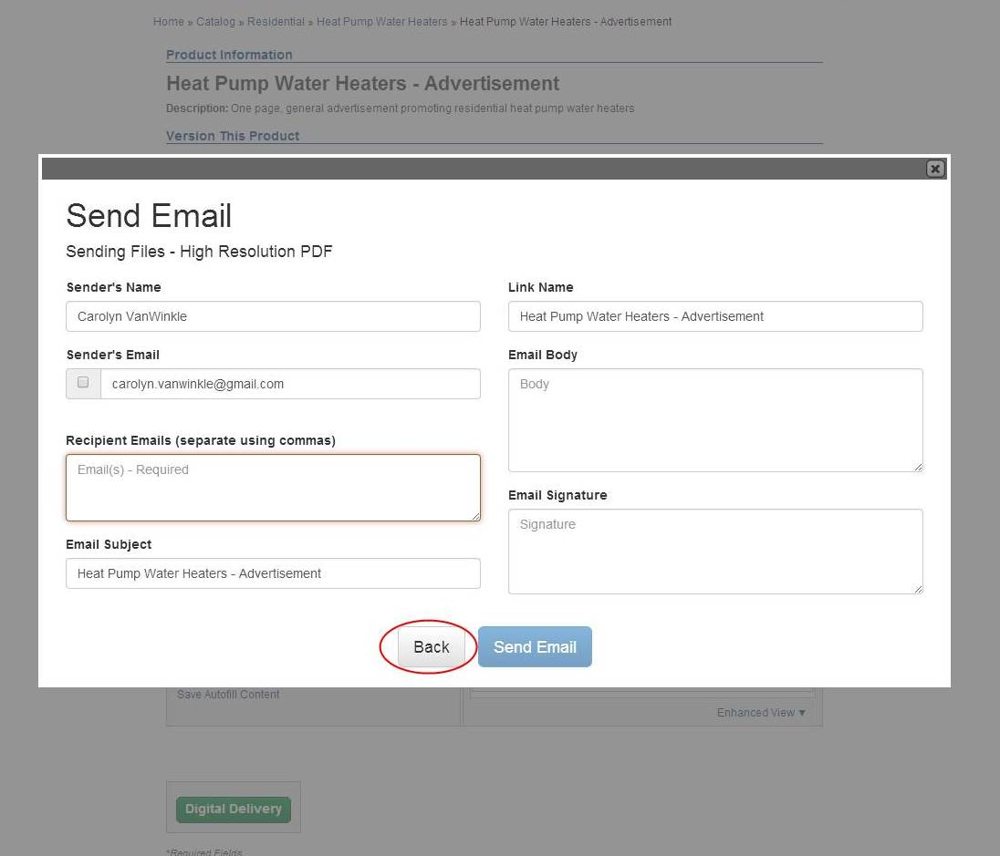 Home » Catalog » Residential » Heat Pump Water Heaters » Heat Pump Water Heaters - Advertisement
Product Information
Heat Pump Water Heaters - Advertisement
Description: One page, general advertisement promoting residential heat pump water heaters
Version This Product
Send Email
Sending Files - High Resolution PDF
Sender's Name
Carolyn VanWinkle
Sender's Email
carolyn.vanwinkle@gmail.com
Recipient Emails (separate using commas)
Email(s) - Required
Email Subject
Heat Pump Water Heaters - Advertisement
Link Name
Heat Pump Water Heaters - Advertisement
Email Body
Body
Email Signature
Signature
Back
Send Email
Save Autofill Content
Enhanced View ▼
Digital Delivery
*Required Fields